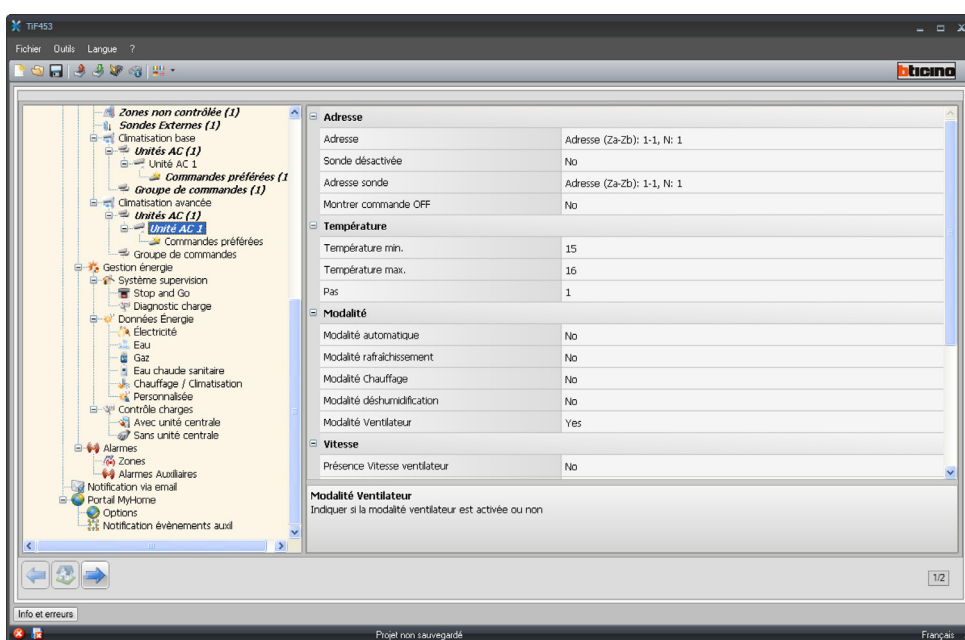 TiF453
Fichier Outils Langue ?
bticino
Zones non contrôlée (1)
Sondes Externes (1)
Climatisation base
Unités AC (1)
Unité AC 1
Commandes préférées (1
Groupe de commandes (1)
Climatisation avancée
Unités AC (1)
Unité AC 1
Commandes préférées
Groupe de commandes
Gestion énergie
Système supervision
Stop and Go
Diagnostic charge
Données Énergie
Électricité
Eau
Gaz
Eau chaude sanitaire
Chauffage / Climatisation
Personnalisée
Contrôle charges
Avec unité centrale
Sans unité centrale
Alarmes
Zones
Alarmes Auxiliaires
Notification via email
Portail MyHome
Options
Notification évènements auxil
Adresse
Adresse Adresse (Za-Zb): 1-1, N: 1
Sonde désactivée No
Adresse sonde Adresse (Za-Zb): 1-1, N: 1
Montrer commande OFF No
Température
Température min. 15
Température max. 16
Pas 1
Modalité
Modalité automatique No
Modalité rafraîchissement No
Modalité Chauffage No
Modalité déshumidification No
Modalité Ventilateur Yes
Vitesse
Présence Vitesse ventilateur No
Modalité Ventilateur
Indiquer si la modalité ventilateur est activée ou non
1/2
Info et erreurs
Projet non sauvegardé Français